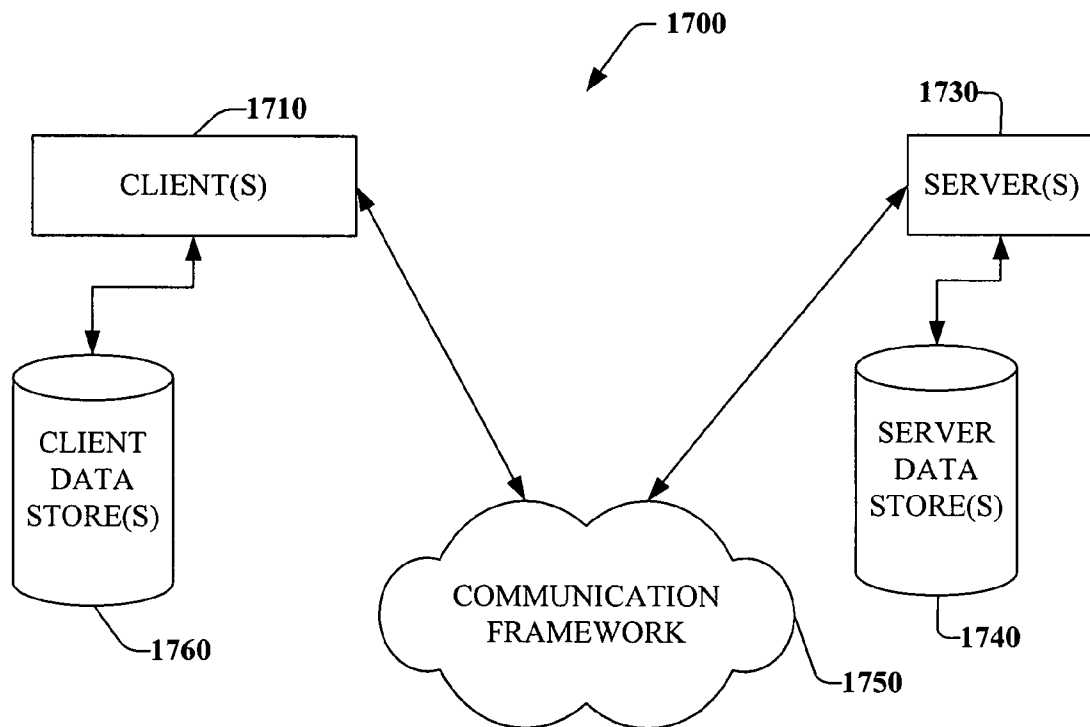 1700
1710
1730
CLIENT(S)
SERVER(S)
CLIENT
DATA
STORE(S)
SERVER
DATA
STORE(S)
COMMUNICATION
FRAMEWORK
1760
1740
1750